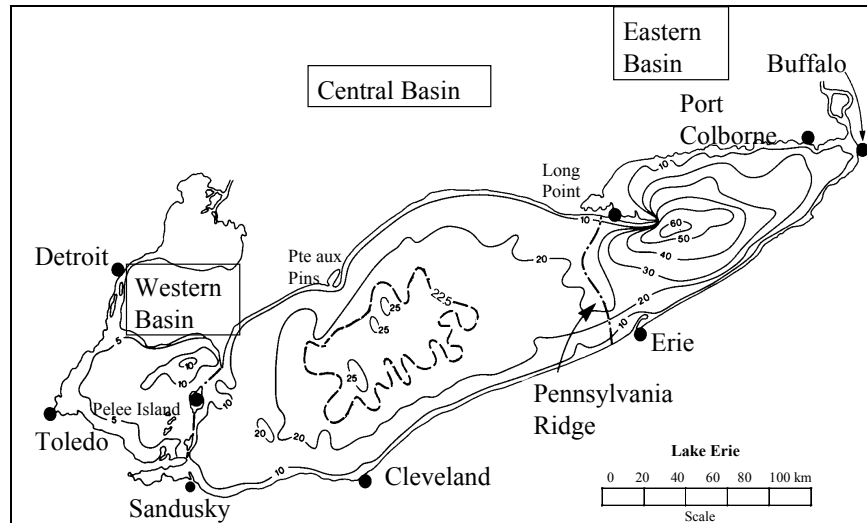 Eastern
Basin
Buffalo
Central Basin
Port
Colborne
10
Long
Point
60
50
10
40
Detroit
Pte aux
Pins
20
30
Western
Basin
22.5
25
25
20
5
10
10
10
Erie
25
Pelee Island
10
Pennsylvania
Ridge
5
Toledo
20
20
Lake Erie
10
Cleveland
0 20 40 60 80 100 km
Sandusky
Scale